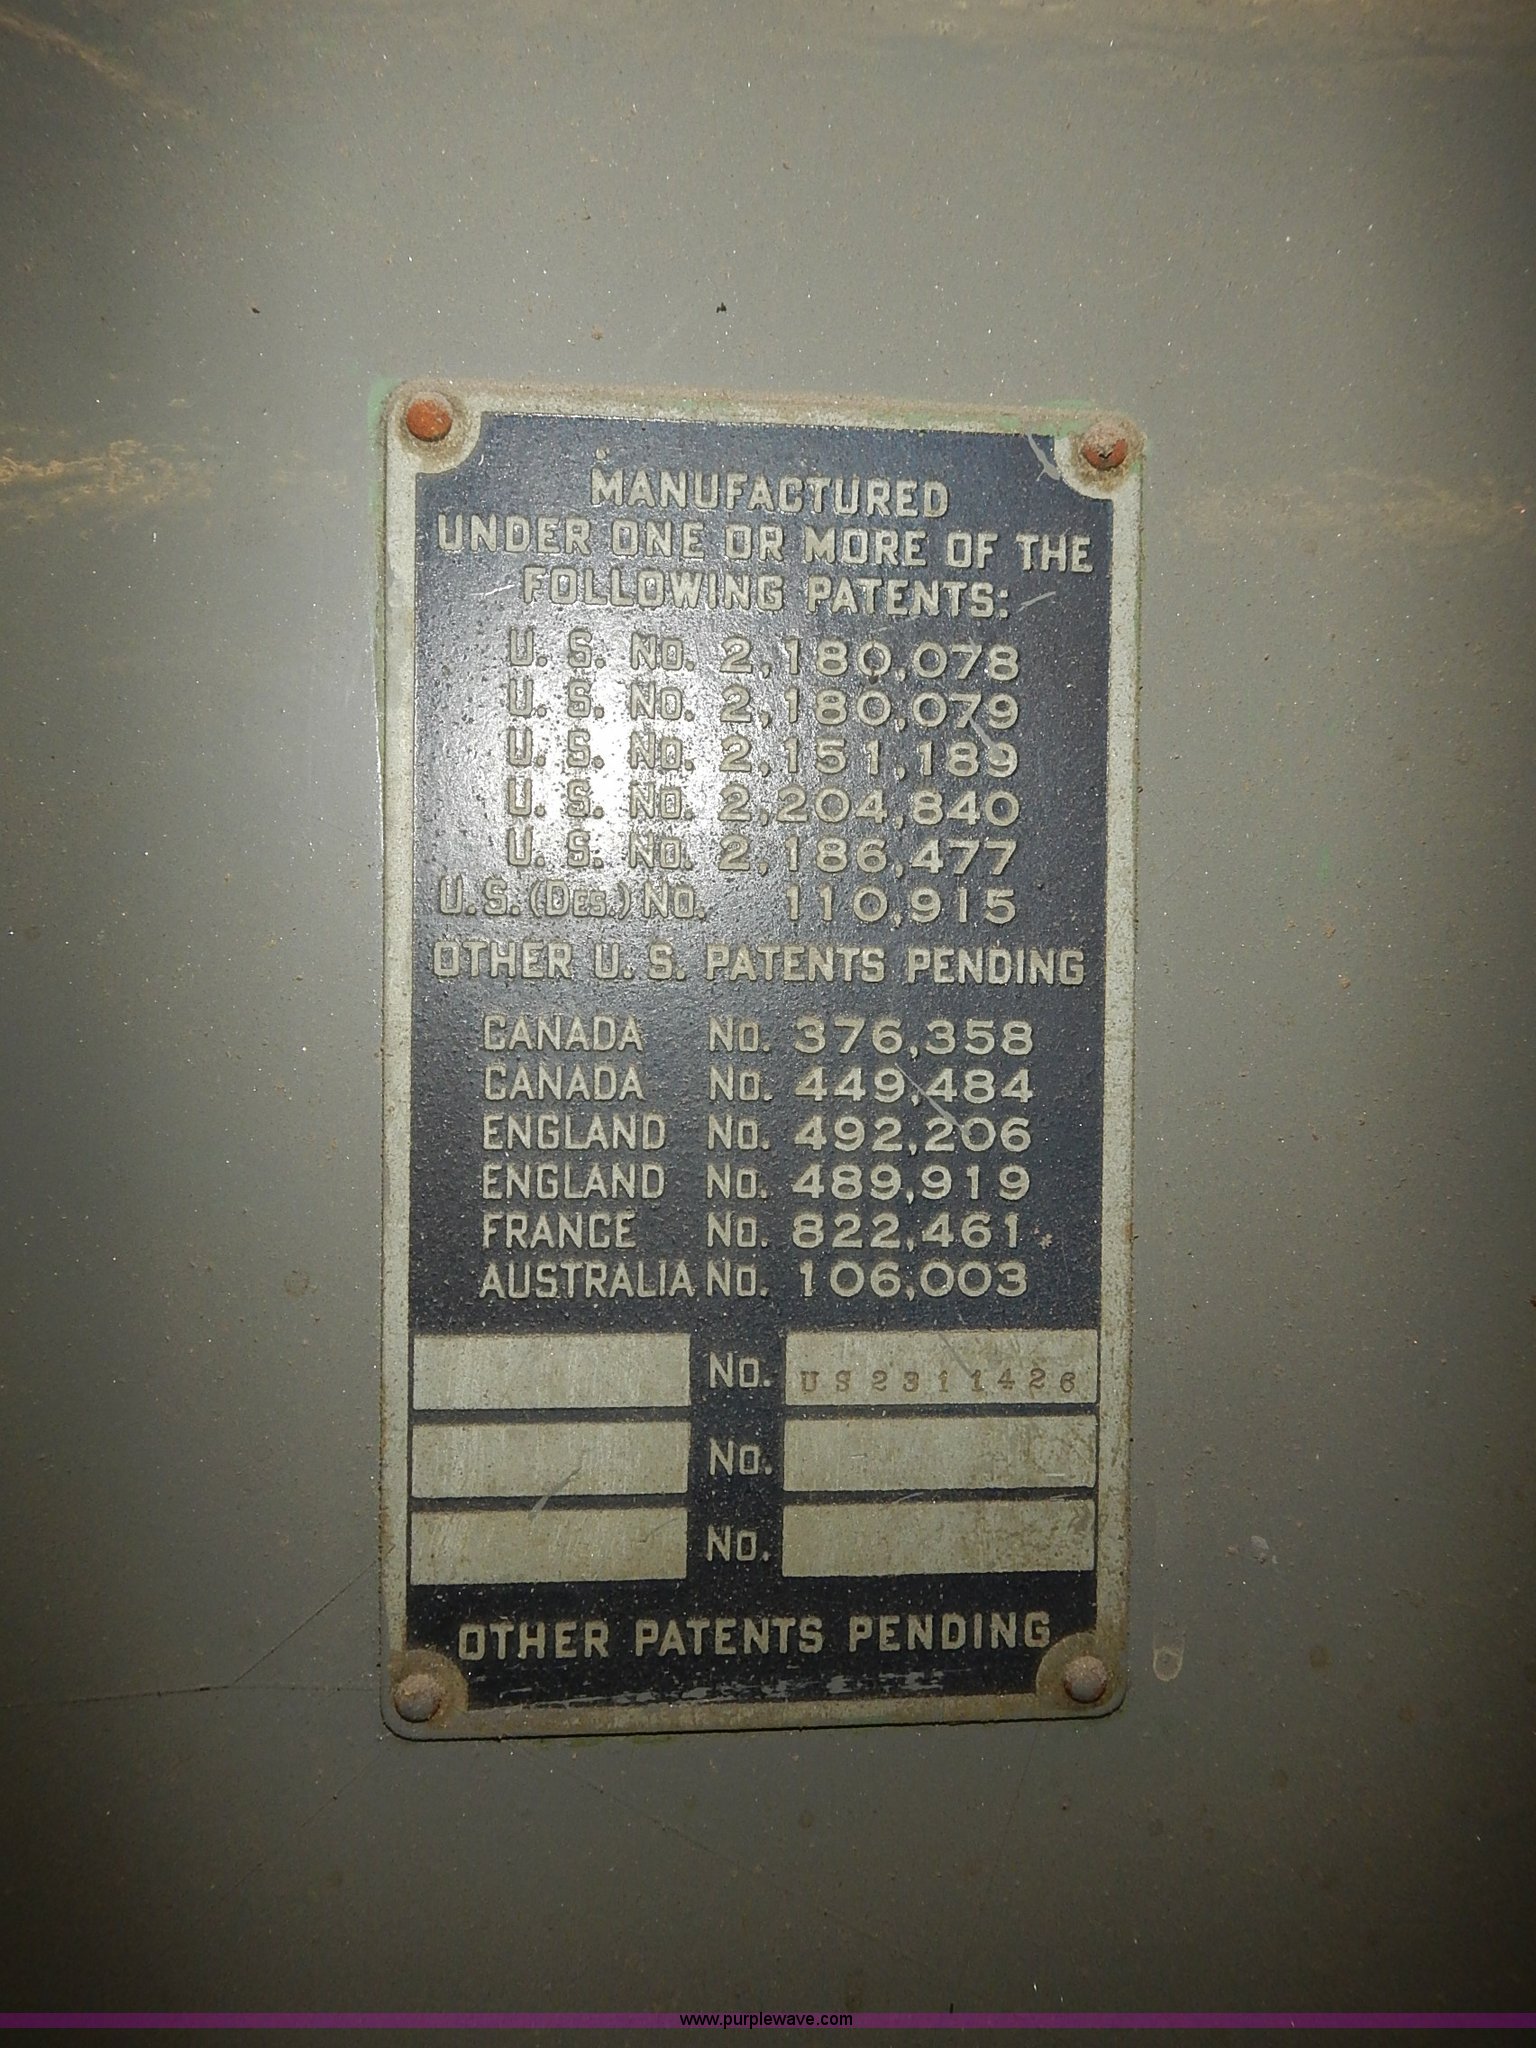 MANUFACTURED
UNDER ONE OR MORE OF THE
FOLLOWING PATENTS:
U. S. No. 2,180,078
U. S. No. 2,180,079
U. S. No. 2,151,189
U. S. No. 2,204,840
U. S. No. 2,186,477
U.S. (DES.) No. 110,915
OTHER U. S. PATENTS PENDING
CANADA No. 376,358
CANADA No. 449,484
ENGLAND No. 492,206
ENGLAND No. 489,919
FRANCE No. 822,461
AUSTRALIA No. 106,003
No. US2311426
No.
No.
OTHER PATENTS PENDING
www.purplewave.com